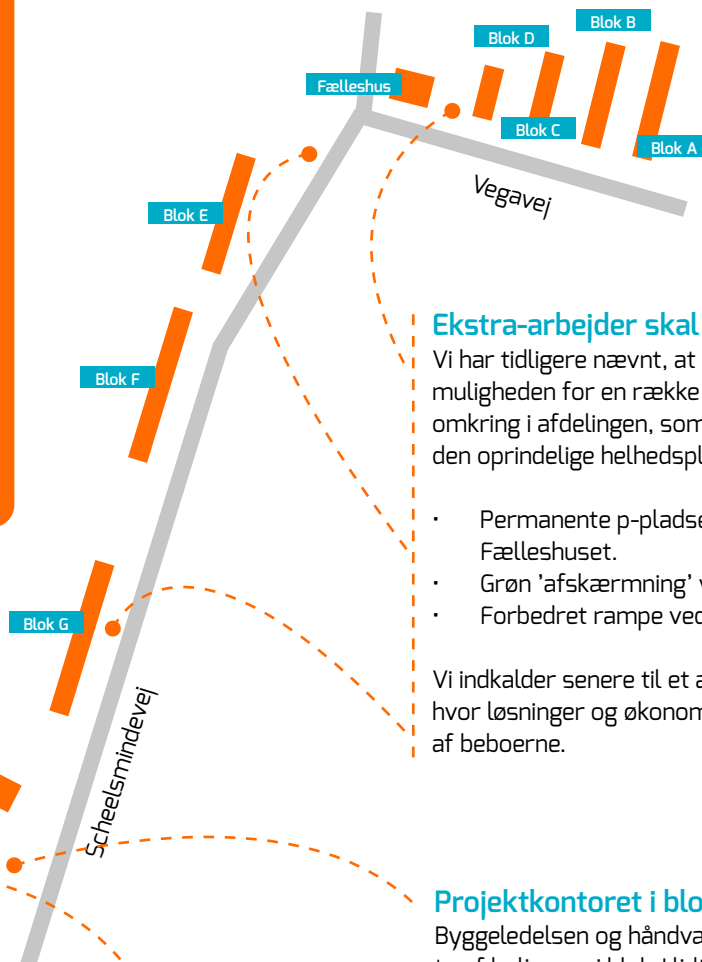 Blok B
Blok D
Fælleshus
Blok C
Blok A
Vegavej
Blok E
Blok F
Blok G
Scheelsmindevej
Ekstra-arbejder skal
Vi har tidligere nævnt, at
muligheden for en række
omkring i afdelingen, som
den oprindelige helhedspl
· Permanente p-pladse
Fælleshuset.
· Grøn ’afskærmning’ v
· Forbedret rampe ved
Vi indkalder senere til et a
hvor løsninger og økonom
af beboerne.
Projektkontoret i blo
Byggeledelsen og håndvæ